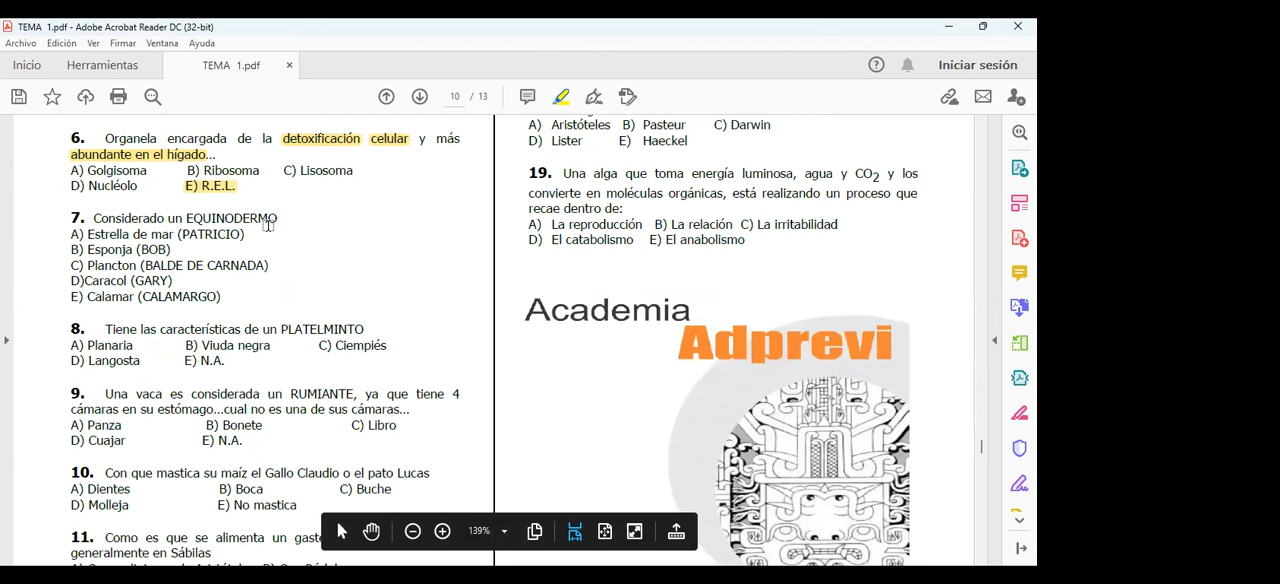 TEMA 1.pdf - Adobe Acrobat Reader DC (32-bit)
Archivo Edición Ver Firmar Ventana Ayuda
Inicio Herramientas TEMA 1.pdf × Iniciar sesión
10 / 13
6. Organela encargada de la detoxificación celular y más
abundante en el hígado...
A) Golgisoma B) Ribosoma C) Lisosoma
D) Nucléolo E) R.E.L.
7. Considerado un EQUINODERMO
A) Estrella de mar (PATRICIO)
B) Esponja (BOB)
C) Plancton (BALDE DE CARNADA)
D)Caracol (GARY)
E) Calamar (CALAMARGO)
8. Tiene las características de un PLATELMINTO
A) Planaria B) Viuda negra C) Ciempiés
D) Langosta E) N.A.
9. Una vaca es considerada un RUMIANTE, ya que tiene 4
cámaras en su estómago...cual no es una de sus cámaras...
A) Panza B) Bonete C) Libro
D) Cuajar E) N.A.
10. Con que mastica su maíz el Gallo Claudio o el pato Lucas
A) Dientes B) Boca C) Buche
D) Molleja E) No mastica
11. Como es que se alimenta un
generalmente en Sábilas
A) Aristóteles B) Pasteur C) Darwin
D) Lister E) Haeckel
19. Una alga que toma energía luminosa, agua y CO2 y los
convierte en moléculas orgánicas, está realizando un proceso que
recae dentro de:
A) La reproducción B) La relación C) La irritabilidad
D) El catabolismo E) El anabolismo
Academia
Adprevi
139%